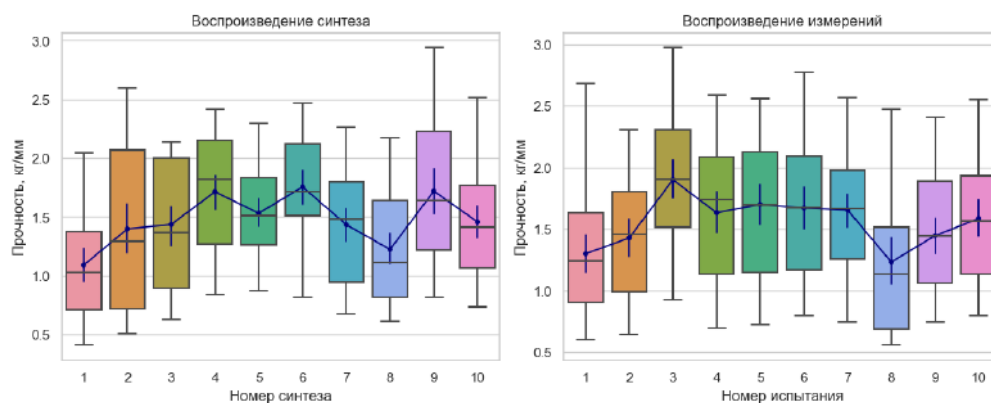 Воспроизведение синтеза
3.0
2.5
2.0
1.5
1.0
0.5
Прочность, кг/мм
1 2 3 4 5 6 7 8 9 10
Номер синтеза
Воспроизведение измерений
3.0
2.5
2.0
1.5
1.0
0.5
Прочность, кг/мм
1 2 3 4 5 6 7 8 9 10
Номер испытания